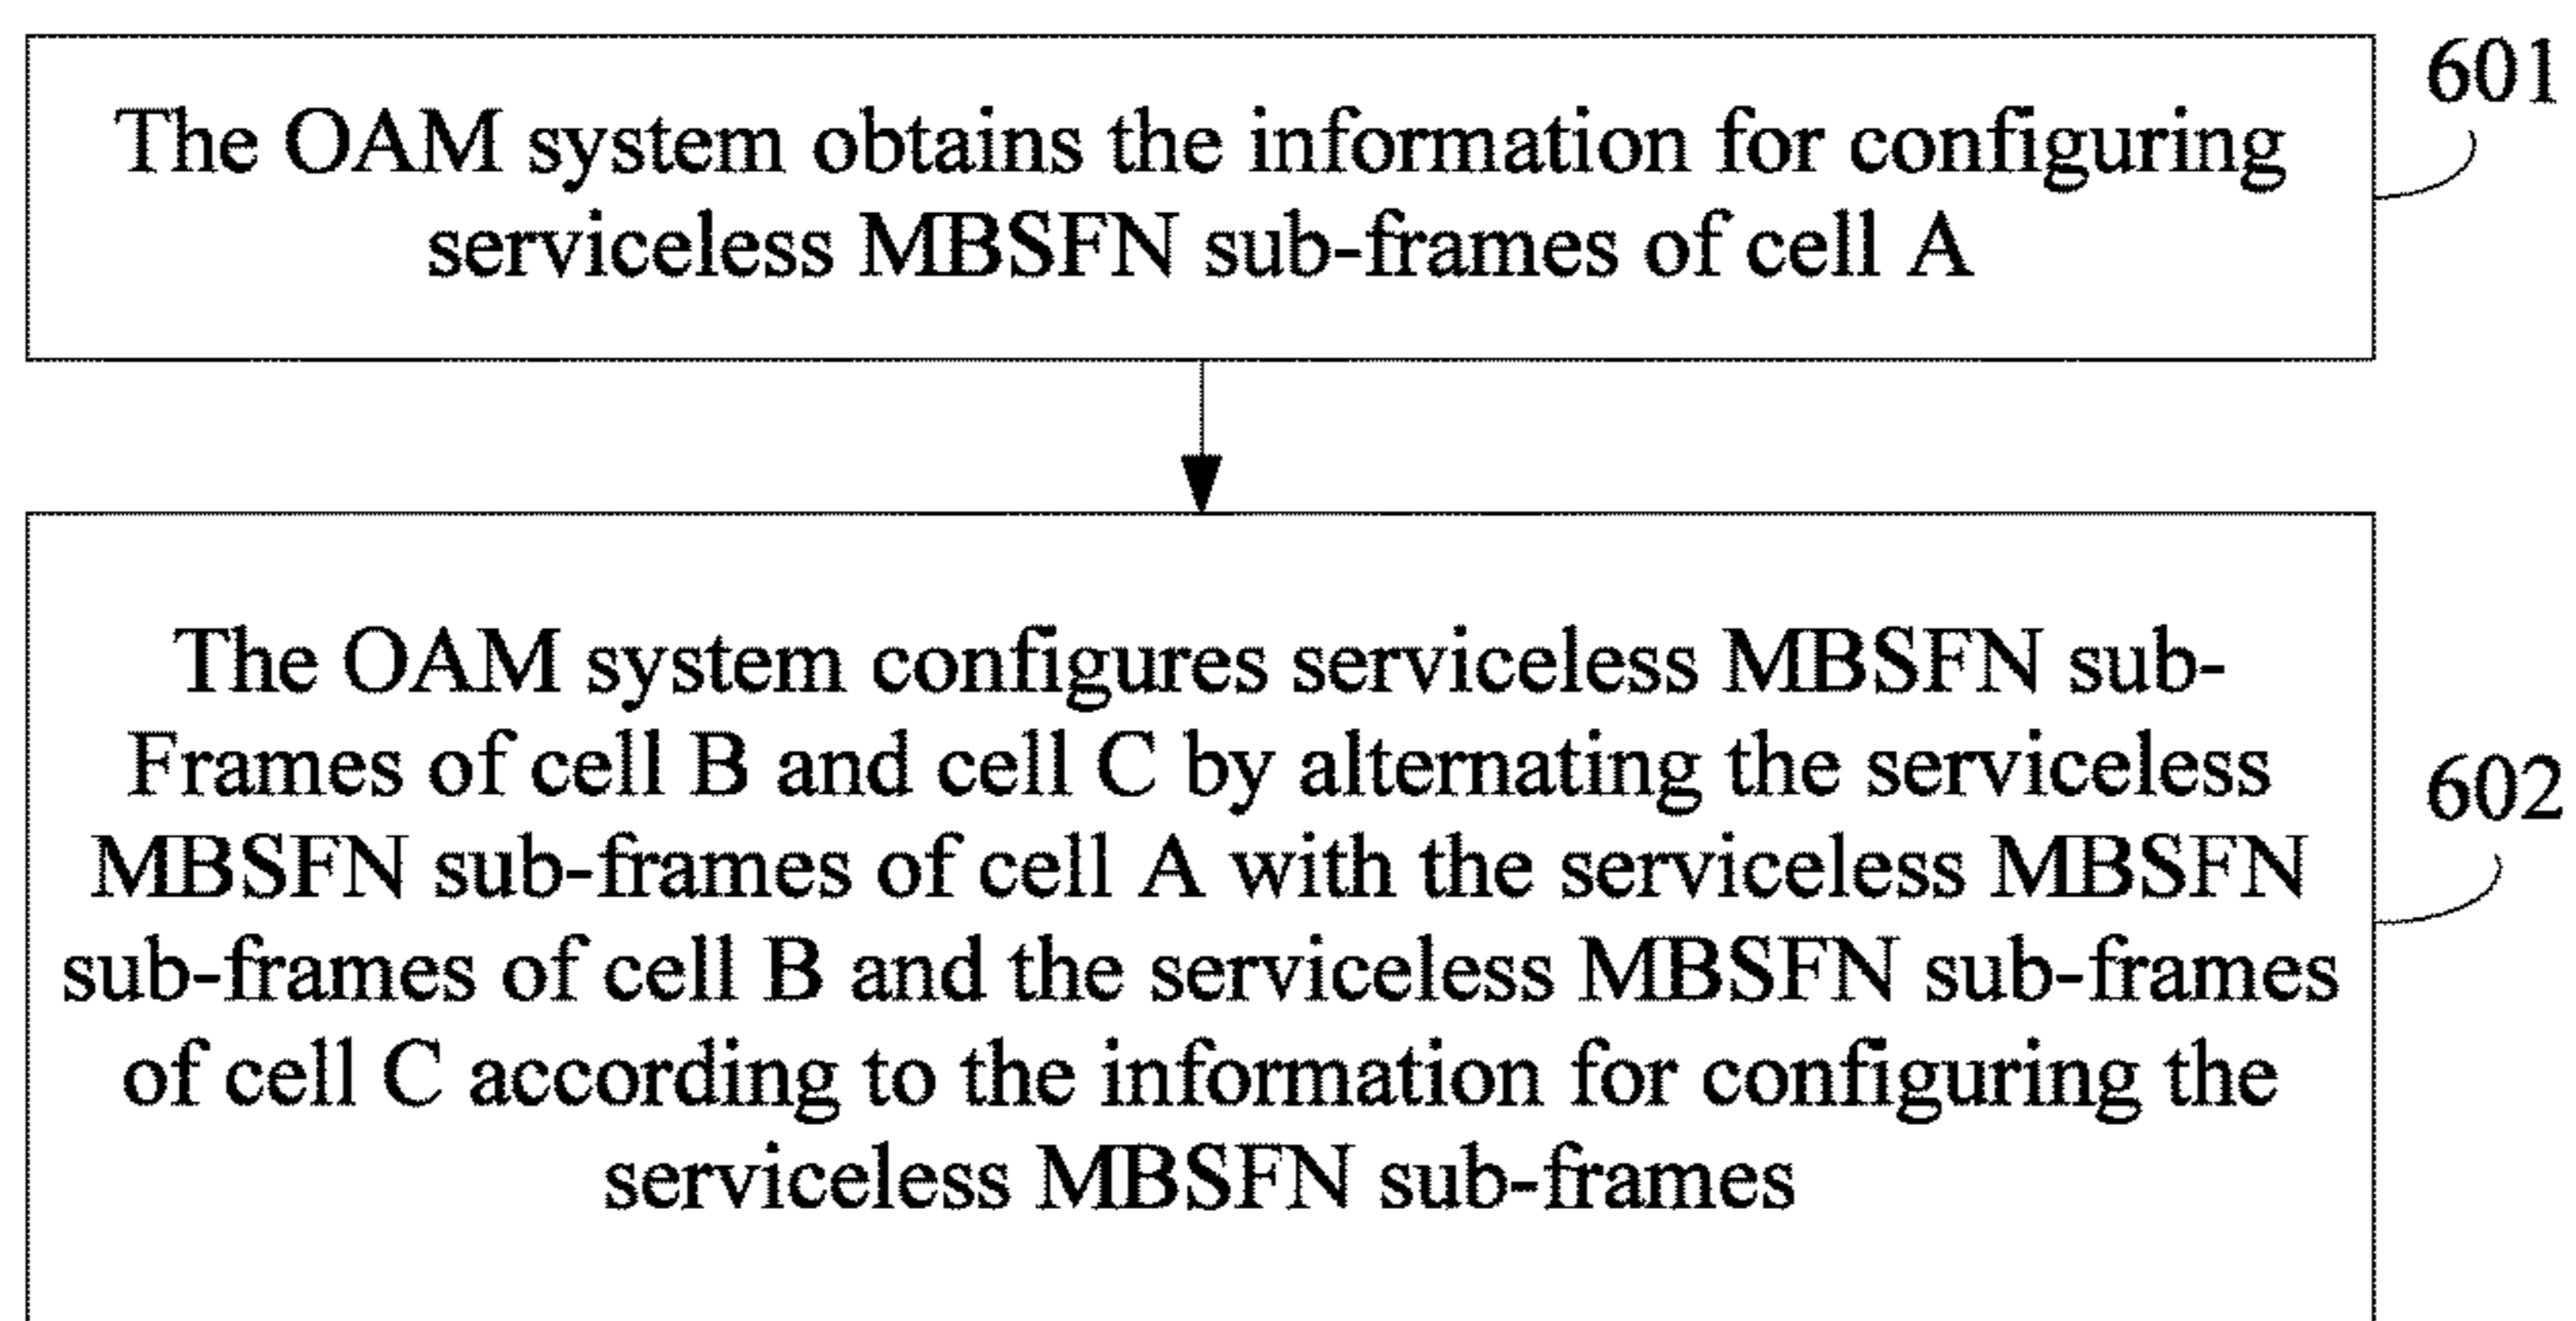 The OAM system obtains the information for configuring
serviceless MBSFN sub-frames of cell A
601
The OAM system configures serviceless MBSFN sub-
Frames of cell B and cell C by alternating the serviceless
MBSFN sub-frames of cell A with the serviceless MBSFN
sub-frames of cell B and the serviceless MBSFN sub-frames
of cell C according to the information for configuring the
serviceless MBSFN sub-frames
602